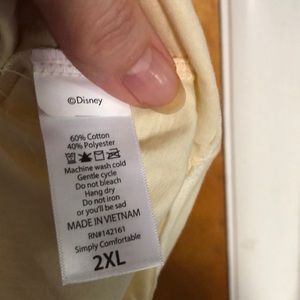 ©Disney
60% Cotton
40% Polyester
Machine wash cold
Gentle cycle
Do not bleach
Hang dry
Do not iron
or you'll be sad
MADE IN VIETNAM
RN#142161
Simply Comfortable
2XL